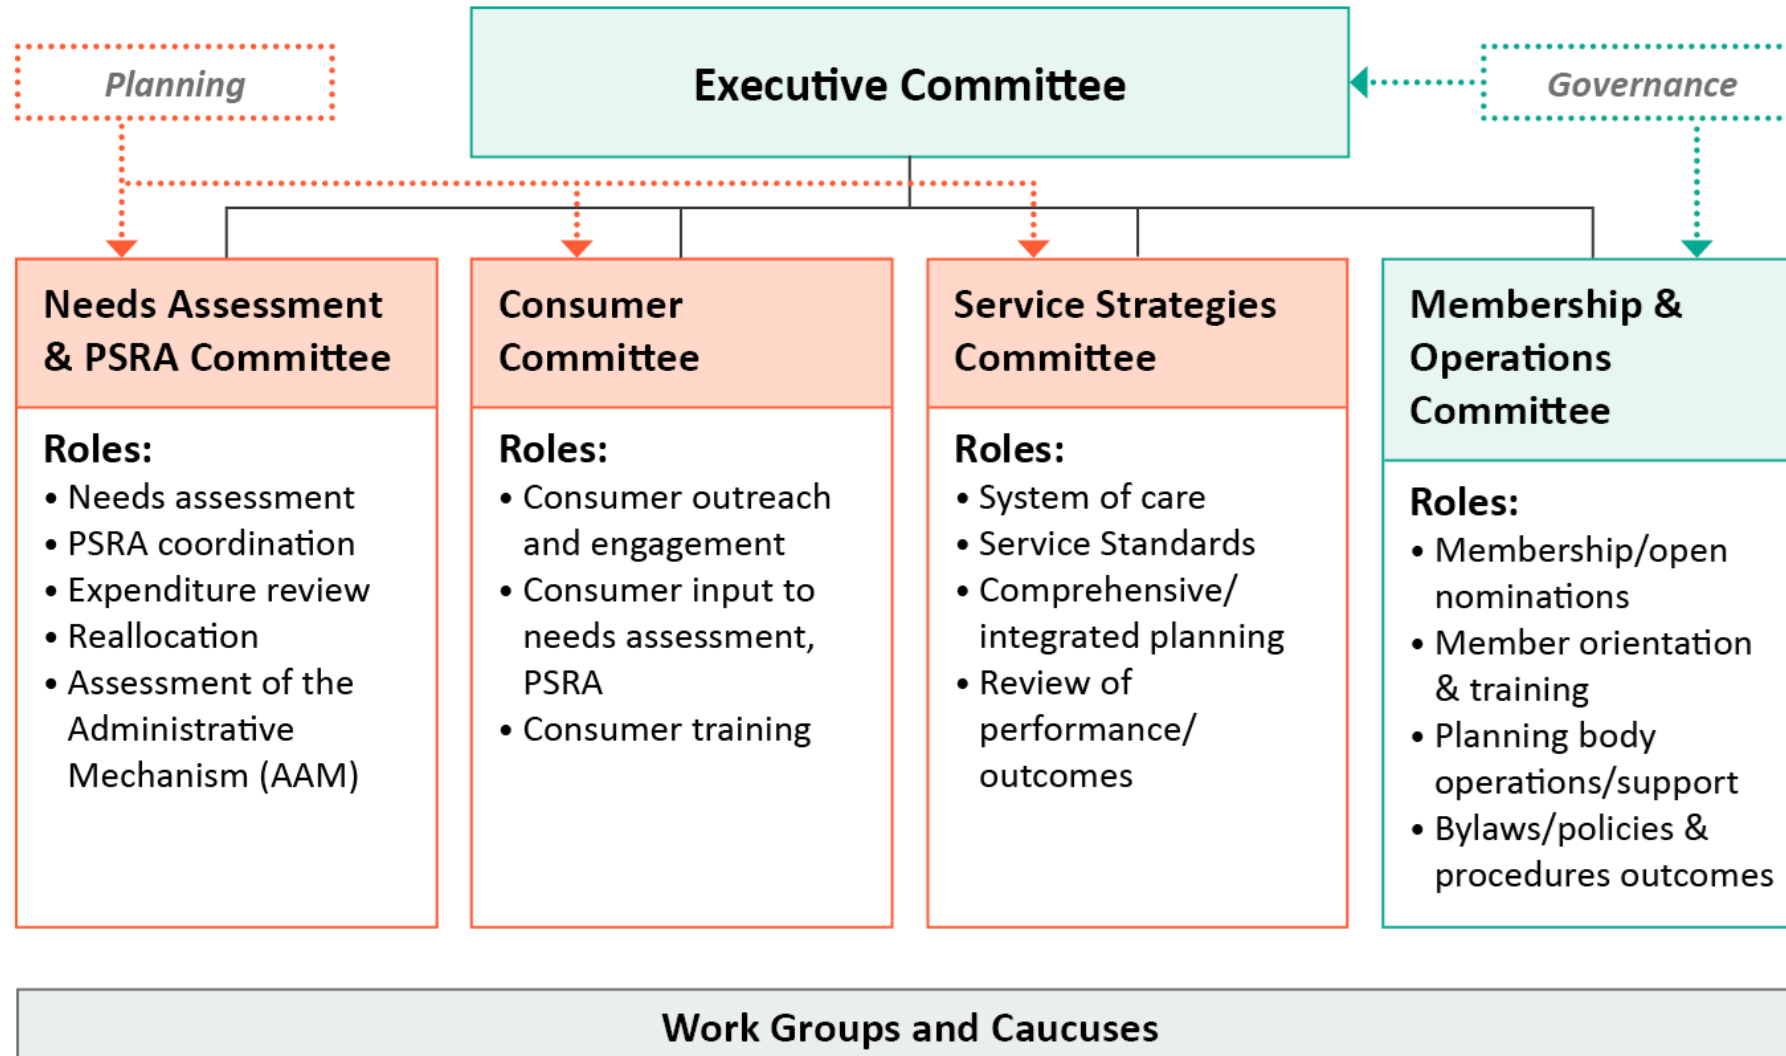 Planning
Executive Committee
Governance
Needs Assessment
& PSRA Committee
Roles:
• Needs assessment
• PSRA coordination
• Expenditure review
• Reallocation
• Assessment of the
Administrative
Mechanism (AAM)
Consumer
Committee
Roles:
• Consumer outreach
and engagement
• Consumer input to
needs assessment,
PSRA
• Consumer training
Service Strategies
Committee
Roles:
• System of care
• Service Standards
• Comprehensive/
integrated planning
• Review of
performance/
outcomes
Membership &
Operations
Committee
Roles:
• Membership/open
nominations
• Member orientation
& training
• Planning body
operations/support
• Bylaws/policies &
procedures outcomes
Work Groups and Caucuses